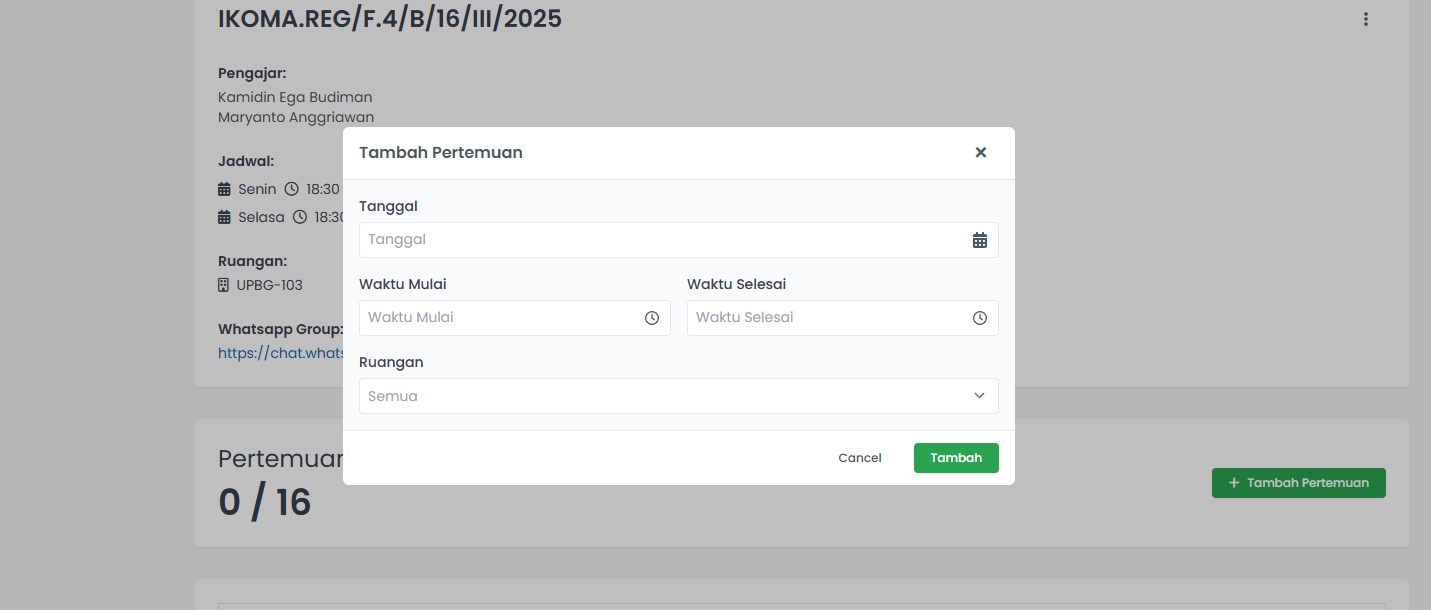 IKOMA.REG/F.4/B/16/III/2025
Pengajar:
Kamidin Ega Budiman
Maryanto Anggriawan
Jadwal:
Senin 18:30
Selasa 18:30
Ruangan:
UPBG-103
Whatsapp Group:
https://chat.whats
Tambah Pertemuan
Tanggal
Tanggal
Waktu Mulai Waktu Selesai
Waktu Mulai Waktu Selesai
Ruangan
Semua
Cancel Tambah
Pertemuan
0 / 16
+ Tambah Pertemuan